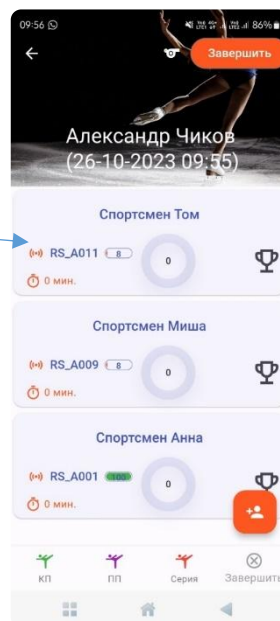 09:56 86%
Завершить
Александр Чиков
(26-10-2023 09:55)
Спортсмен Том
RS_A011 8
0
0 мин.
Спортсмен Миша
RS_A009 8
0
0 мин.
Спортсмен Анна
RS_A001 100
0
0 мин.
КП ПП Серия Завершить